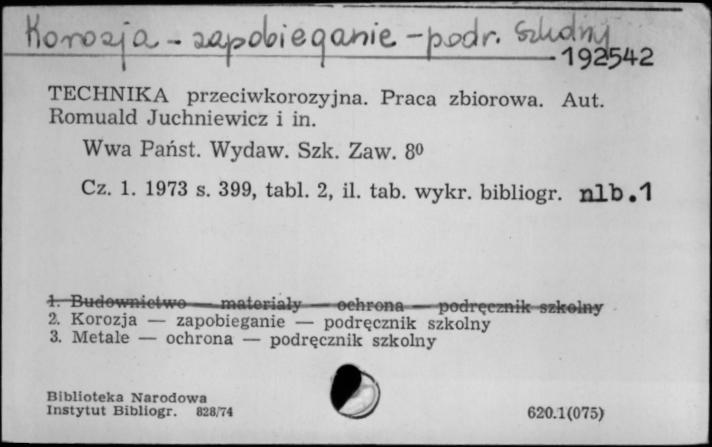 Korozja - zapobieganie - podr. szkolny
192542
TECHNIKA przeciwkorozyjna. Praca zbiorowa. Aut.
Romuald Juchniewicz i in.
Wwa Państ. Wydaw. Szk. Zaw. 8⁰
Cz. 1. 1973 s. 399, tabl. 2, il. tab. wykr. bibliogr. nlb.1
1. Budownictwo — materiały — ochrona — podręcznik szkolny
2. Korozja — zapobieganie — podręcznik szkolny
3. Metale — ochrona — podręcznik szkolny
Biblioteka Narodowa
Instytut Bibliogr. 828/74
620.1(075)